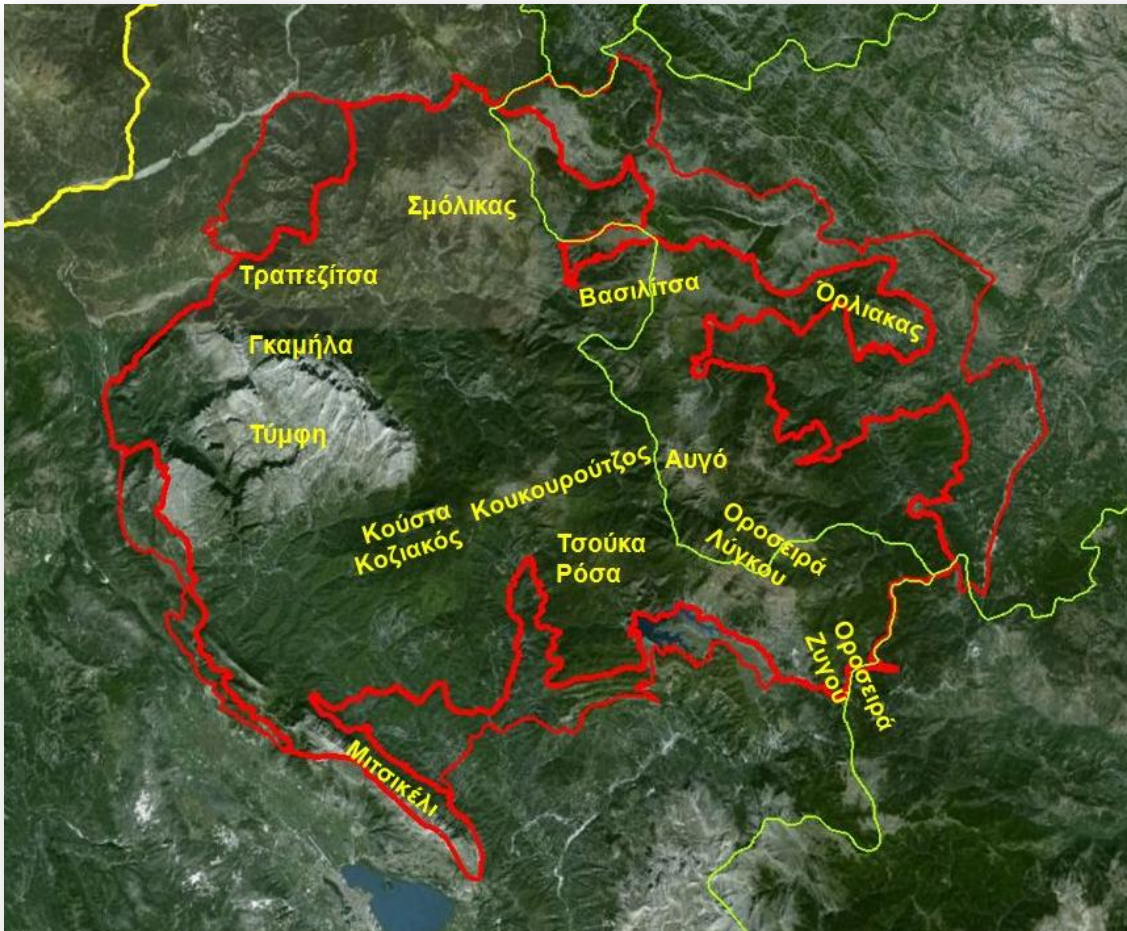 Σμόλικας
Τραπεζίτσα
Βασιλίτσα
Όρλιακας
Γκαμήλα
Τύμφη
Αυγό
Κουκουρούτζος
Κούστα
Κοζιακός
Τσούκα
Ρόσα
Οροσειρά
Λύγκου
Οροσειρά
Ζυγού
Μιτσικέλι